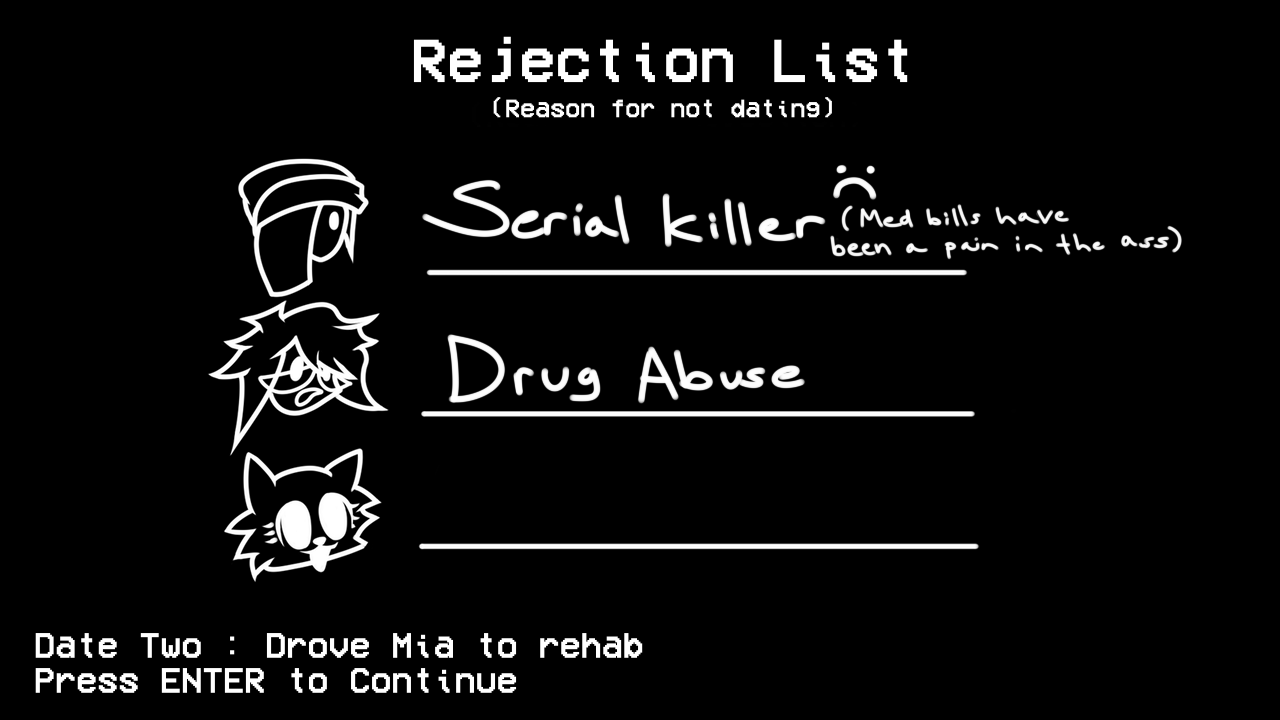 Rejection List
(Reason for not dating)
Serial killer
(Med bills have
been a pain in the ass)
Drug Abuse
Date Two : Drove Mia to rehab
Press ENTER to Continue